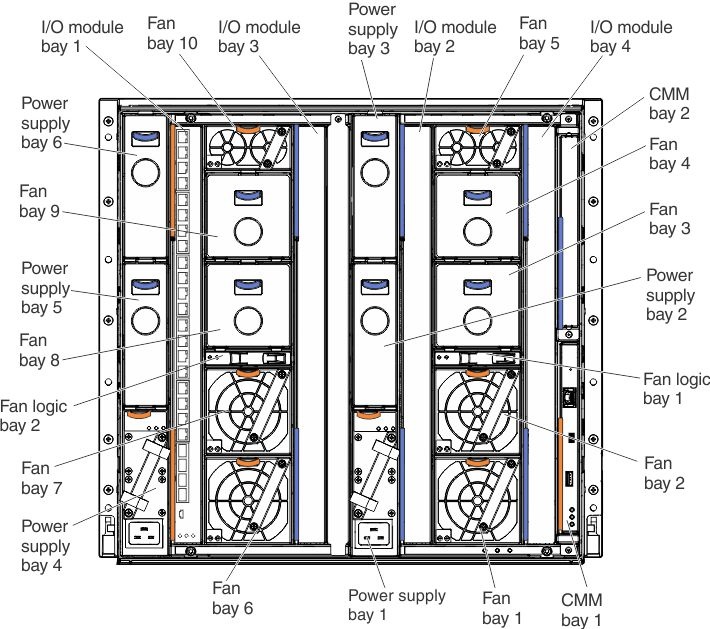 I/O module
bay 1
Fan
bay 10
I/O module
bay 3
Power
supply
bay 3
I/O module
bay 2
Fan
bay 5
I/O module
bay 4
Power
supply
bay 6
CMM
bay 2
Fan
bay 4
Fan
bay 9
Fan
bay 3
Power
supply
bay 5
Power
supply
bay 2
Fan
bay 8
Fan logic
bay 1
Fan logic
bay 2
Fan
bay 7
Fan
bay 2
Power
supply
bay 4
Fan
bay 6
Power supply
bay 1
Fan
bay 1
CMM
bay 1